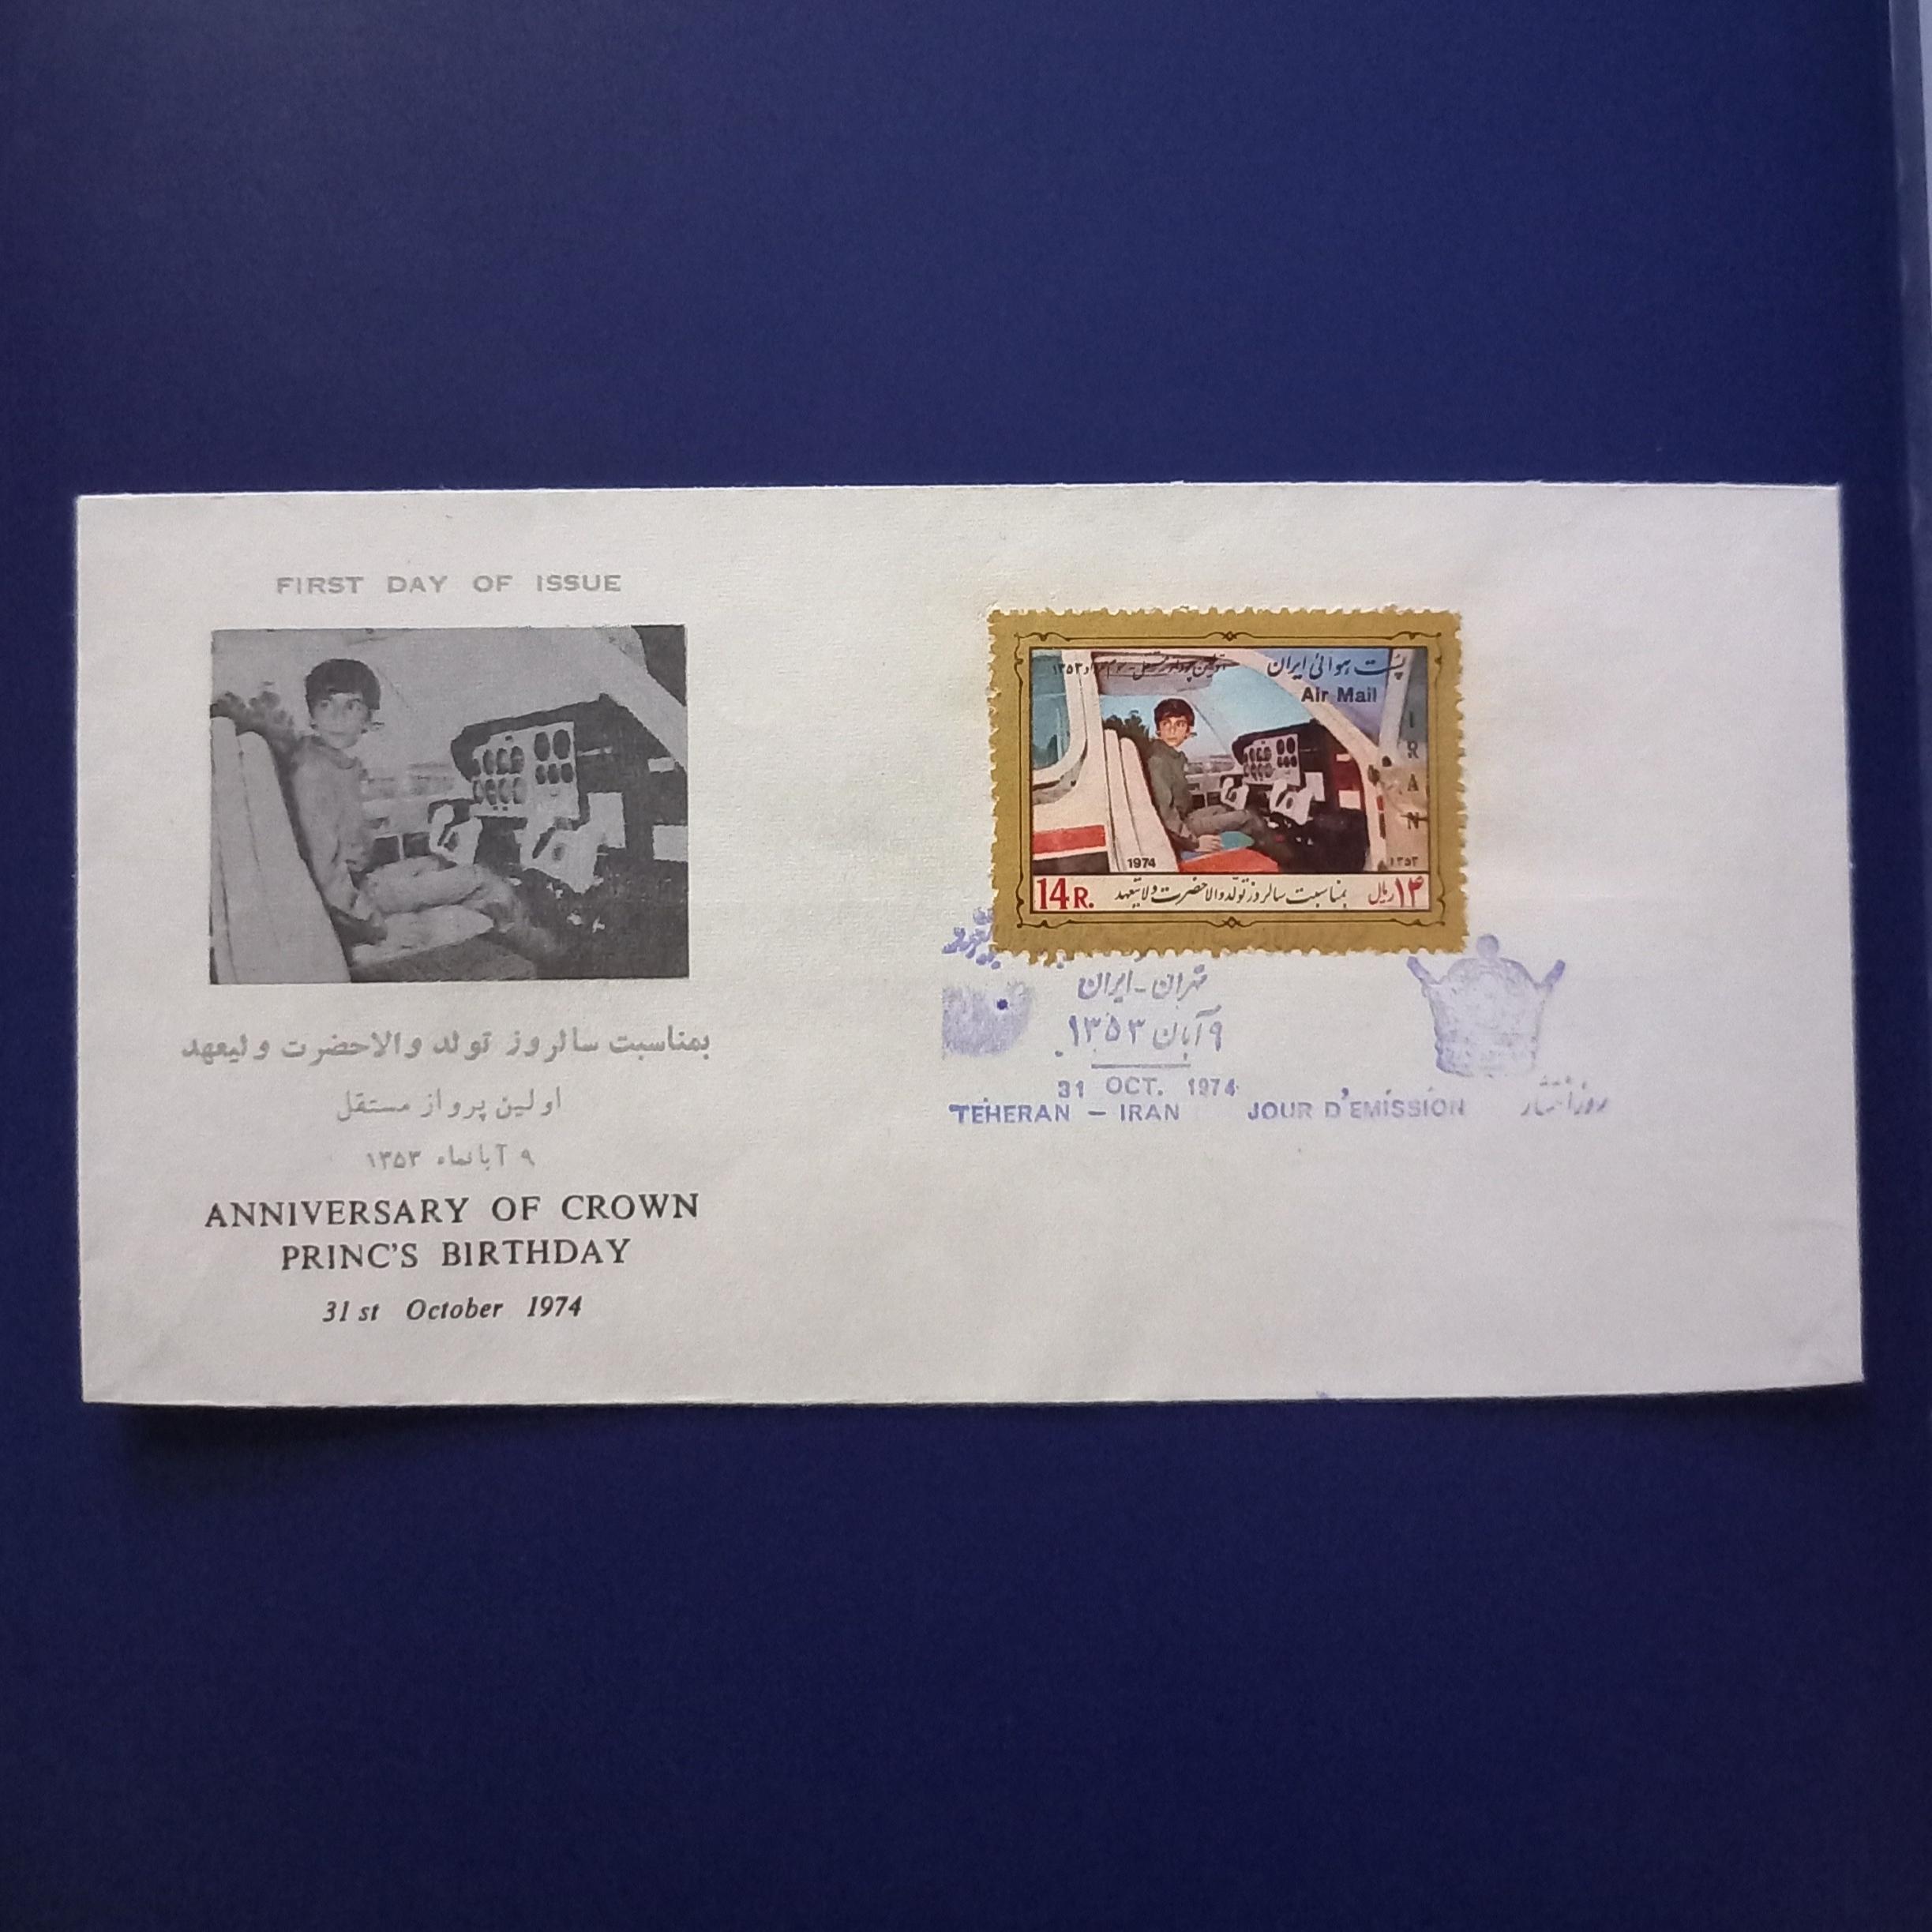 FIRST DAY OF ISSUE
بمناسبت سالروز تولد والاحضرت ولیعهد
اولین پرواز مستقل
۹ آبانماه ۱۳۵۳
ANNIVERSARY OF CROWN
PRINC'S BIRTHDAY
31 st October 1974
پست هوائی ایران
Air Mail
IRAN
1974
۱۳۵۳
14 R.
بمناسبت سالروز تولد والاحضرت ولایتعهد
۱۴ ریال
تهران - ایران
۹ آبان ۱۳۵۳
31 OCT. 1974
TEHERAN - IRAN
JOUR D'EMISSION
روز انتشار